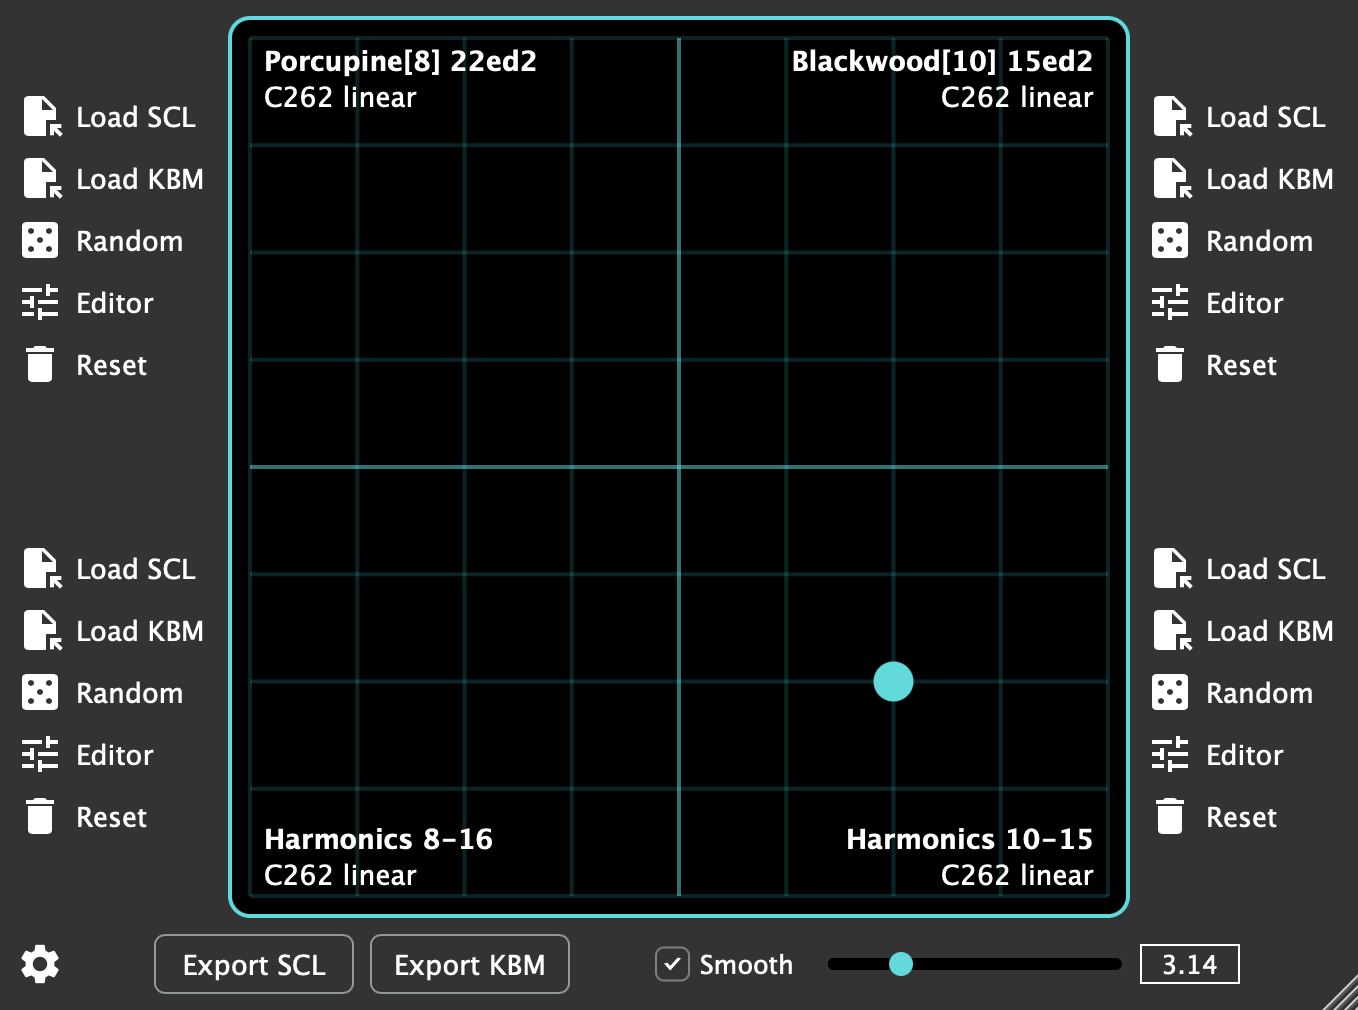 Porcupine[8] 22ed2
C262 linear
Blackwood[10] 15ed2
C262 linear
Load SCL
Load KBM
Random
Editor
Reset
Load SCL
Load KBM
Random
Editor
Reset
Load SCL
Load KBM
Random
Editor
Reset
Load SCL
Load KBM
Random
Editor
Reset
Harmonics 8–16
C262 linear
Harmonics 10–15
C262 linear
Export SCL
Export KBM
Smooth
3.14